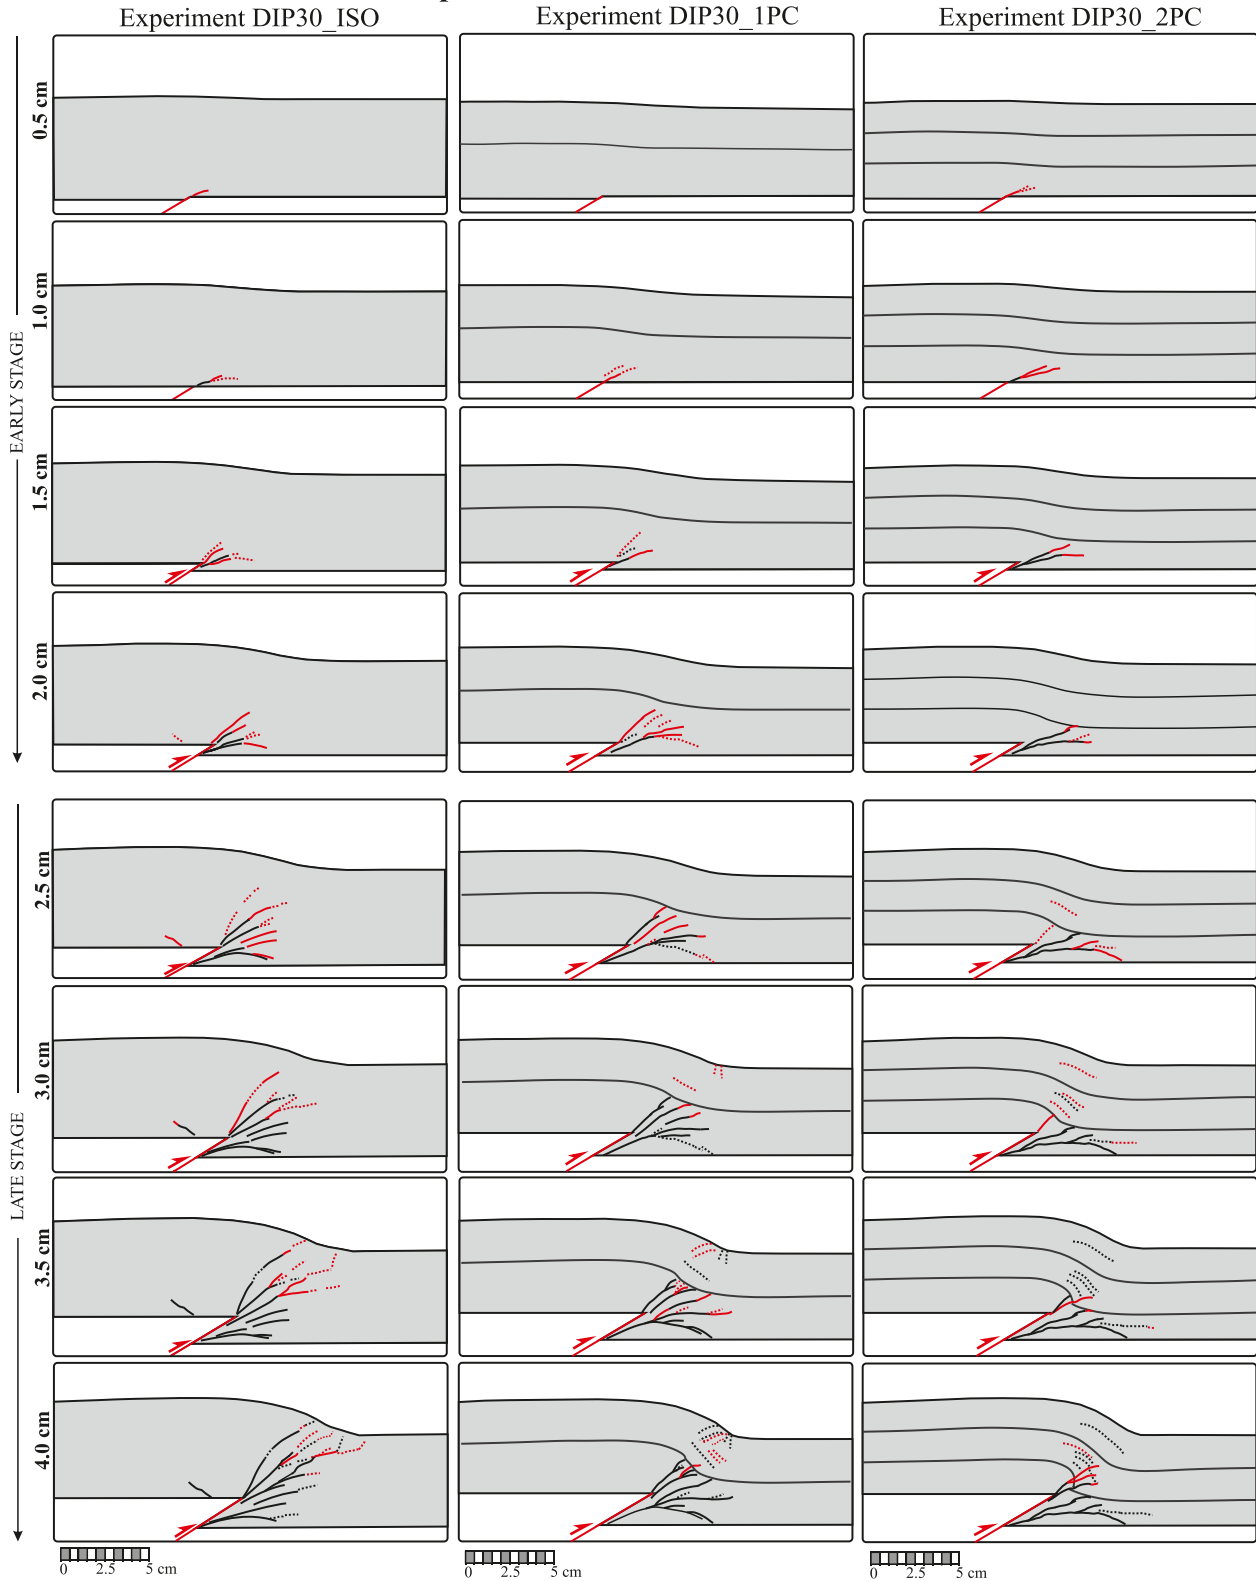 Experiment DIP30_ISO
Experiment DIP30_1PC
Experiment DIP30_2PC
0.5 cm
1.0 cm
EARLY STAGE
1.5 cm
2.0 cm
2.5 cm
3.0 cm
LATE STAGE
3.5 cm
4.0 cm
0 2.5 5 cm
0 2.5 5 cm
0 2.5 5 cm